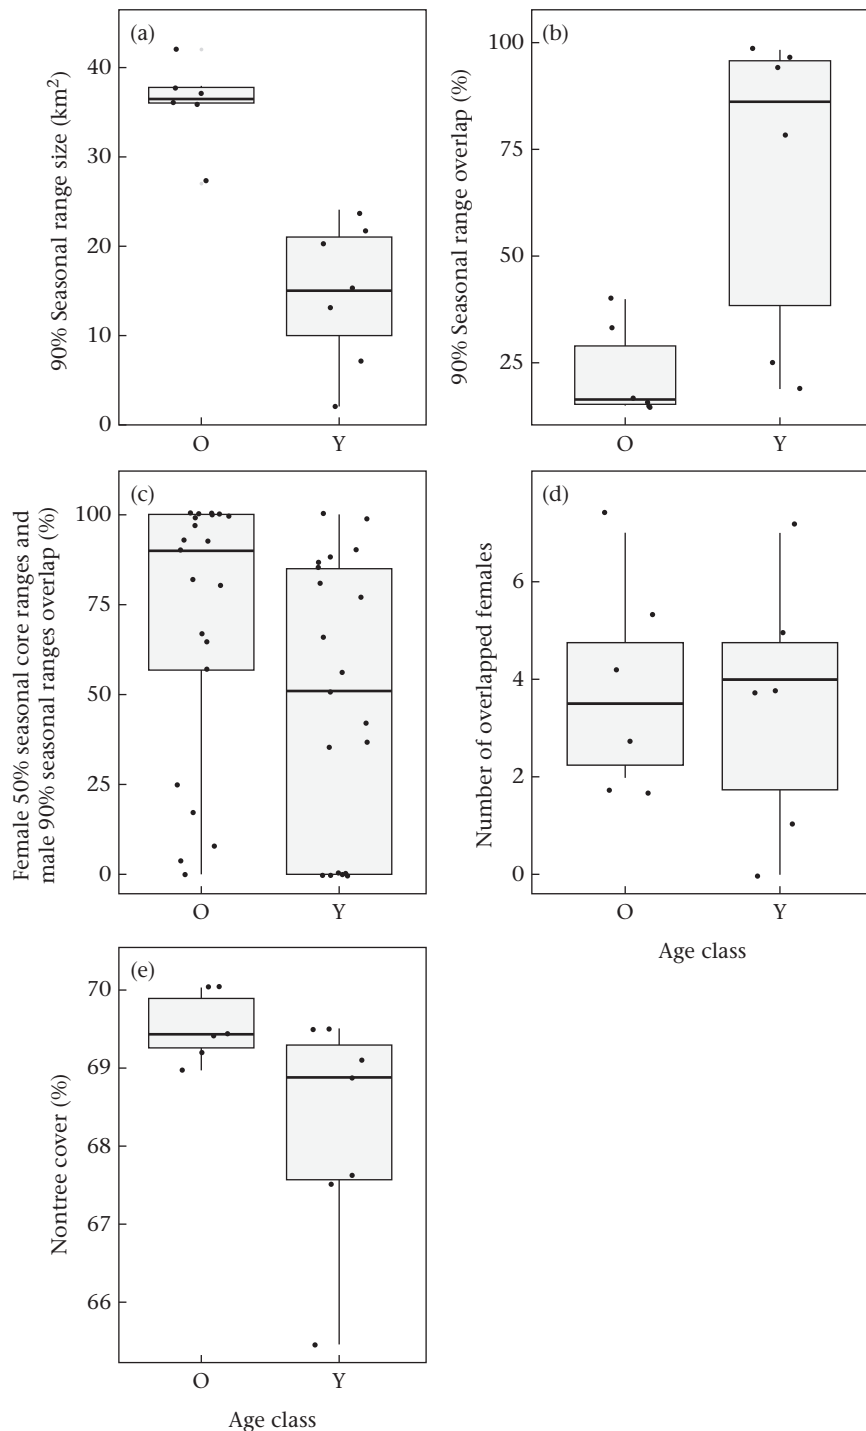 (a)
90% Seasonal range size (km²)
40
30
20
10
0
O
Y
(b)
90% Seasonal range overlap (%)
100
75
50
25
O
Y
(c)
Female 50% seasonal core ranges and
male 90% seasonal ranges overlap (%)
100
75
50
25
0
O
Y
(d)
Number of overlapped females
6
4
2
0
O
Y
Age class
(e)
Nontree cover (%)
70
69
68
67
66
O
Y
Age class